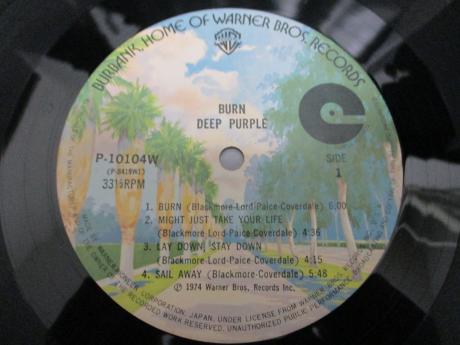 BURBANK, HOME OF WARNER BROS. RECORDS
BURN
DEEP PURPLE
P-10104W
(P-8419W1)
33⅓RPM
SIDE
1
1. BURN (Blackmore-Lord-Paice-Coverdale) 6:00
2. MIGHT JUST TAKE YOUR LIFE
(Blackmore-Lord-Paice-Coverdale) 4:36
3. LAY DOWN, STAY DOWN
(Blackmore-Lord-Paice-Coverdale) 4:15
4. SAIL AWAY (Blackmore-Coverdale) 5:48
℗ 1974 Warner Bros. Records Inc.
CORPORATION, JAPAN, UNDER LICENSE FROM WARNER BROS.
RECORDED WORK RESERVED. UNAUTHORIZED PUBLIC PERFORMANCE,